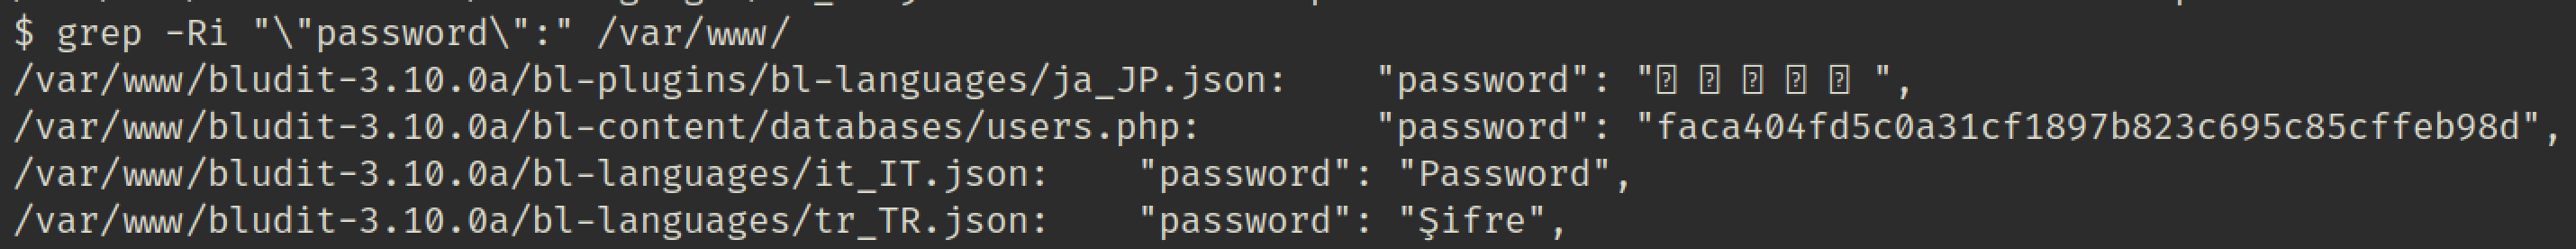 $ grep -Ri "\"password\":" /var/www/
/var/www/bludit-3.10.0a/bl-plugins/bl-languages/ja_JP.json:    "password": "� � � � � ",
/var/www/bludit-3.10.0a/bl-content/databases/users.php:        "password": "faca404fd5c0a31cf1897b823c695c85cffeb98d",
/var/www/bludit-3.10.0a/bl-languages/it_IT.json:    "password": "Password",
/var/www/bludit-3.10.0a/bl-languages/tr_TR.json:    "password": "Şifre",